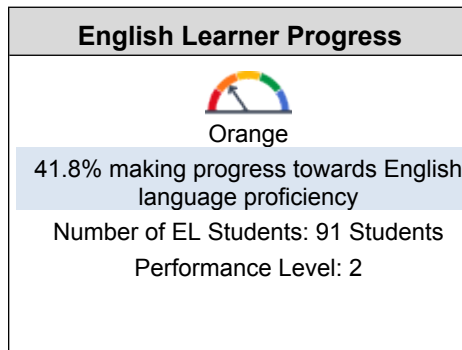 English Learner Progress
Orange
41.8% making progress towards English
language proficiency
Number of EL Students: 91 Students
Performance Level: 2